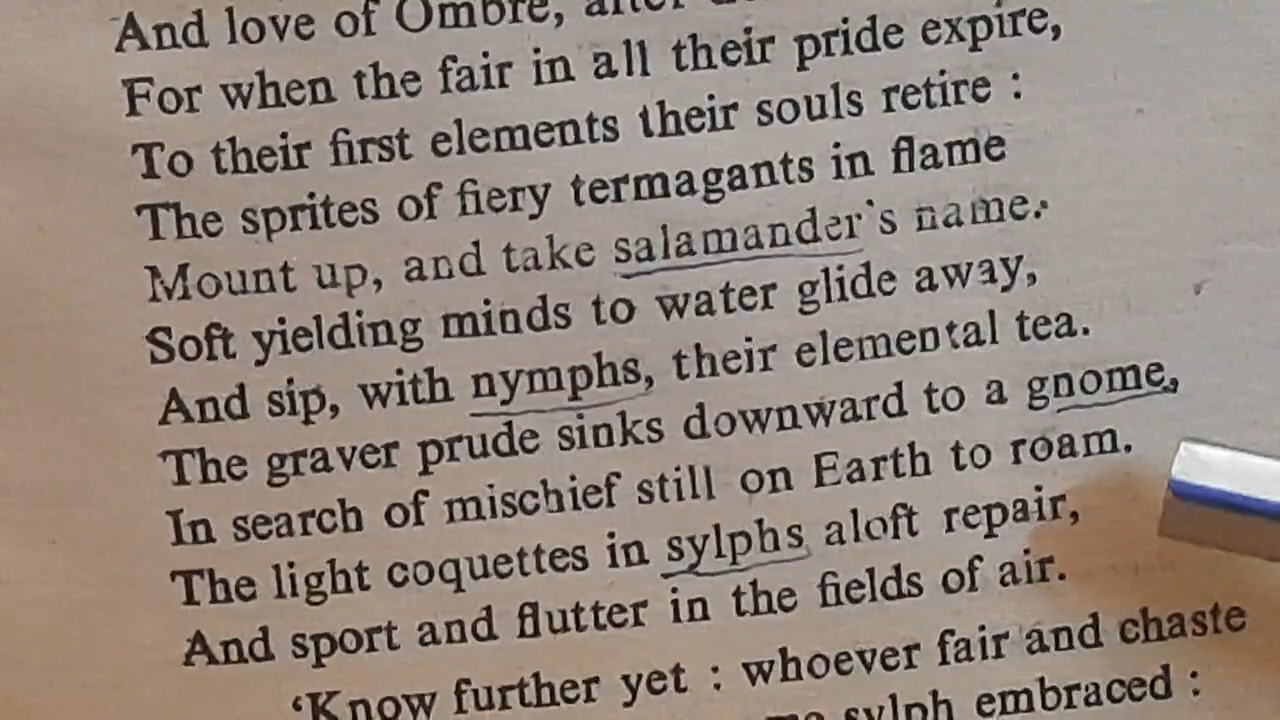 And love of Ombre, after
For when the fair in all their pride expire,
To their first elements their souls retire :
The sprites of fiery termagants in flame
Mount up, and take salamander's name.
Soft yielding minds to water glide away,
And sip, with nymphs, their elemental tea.
The graver prude sinks downward to a gnome,
In search of mischief still on Earth to roam.
The light coquettes in sylphs aloft repair,
And sport and flutter in the fields of air.
'Know further yet : whoever fair and chaste
sylph embraced :